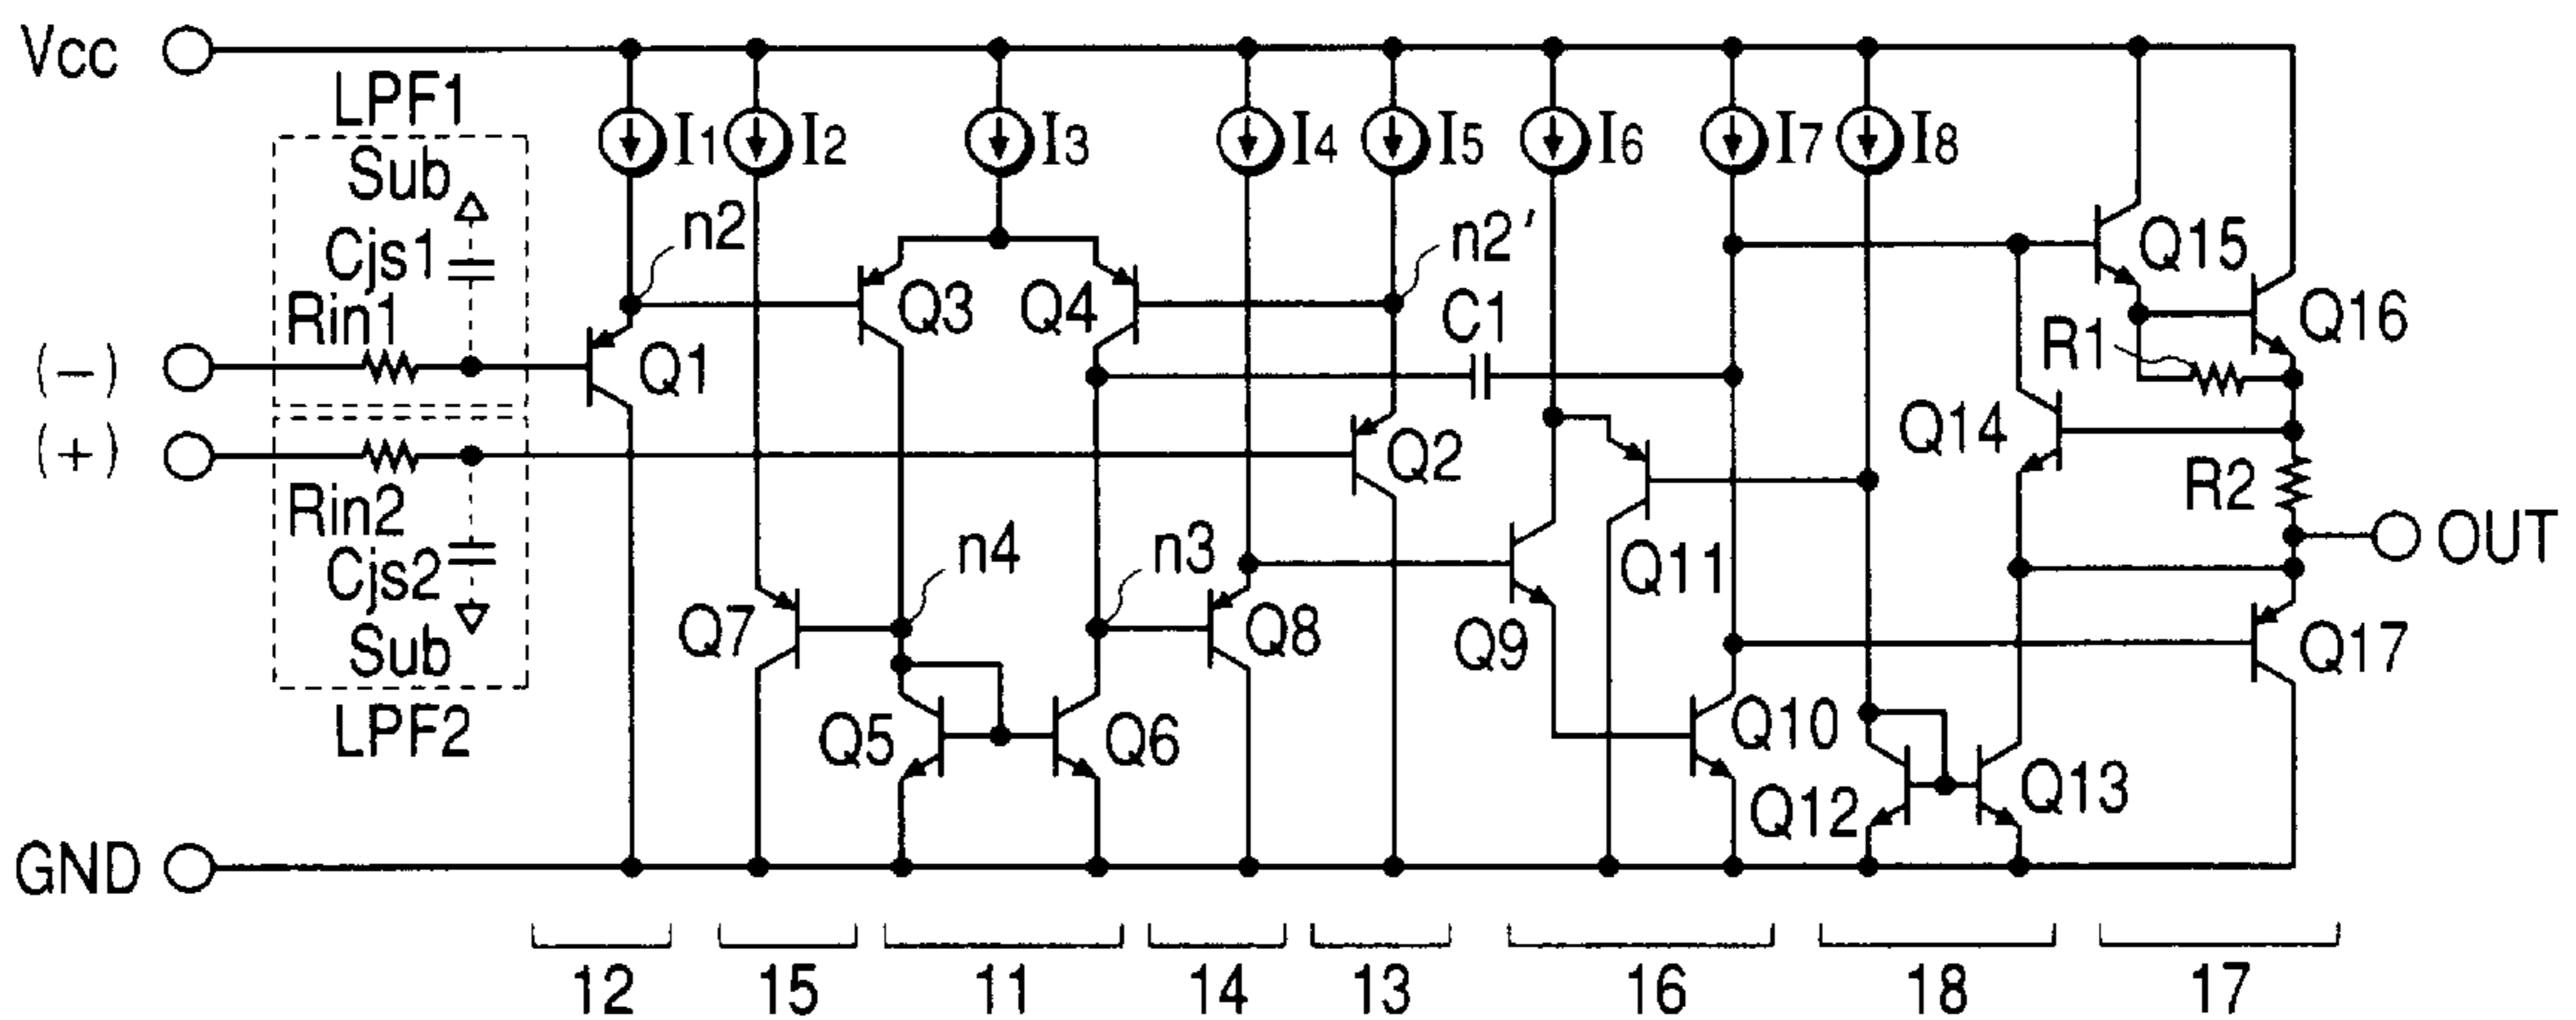 Vcc
LPF1
Sub
Cjs1
Rin1
(−)
(+)
Rin2
Cjs2
Sub
LPF2
GND
I1
I2
I3
I4
I5
I6
I7
I8
n2
n2'
Q1
Q3
Q4
C1
Q2
Q15
Q16
R1
Q14
R2
OUT
n4
n3
Q7
Q8
Q9
Q11
Q17
Q5
Q6
Q10
Q12
Q13
12
15
11
14
13
16
18
17